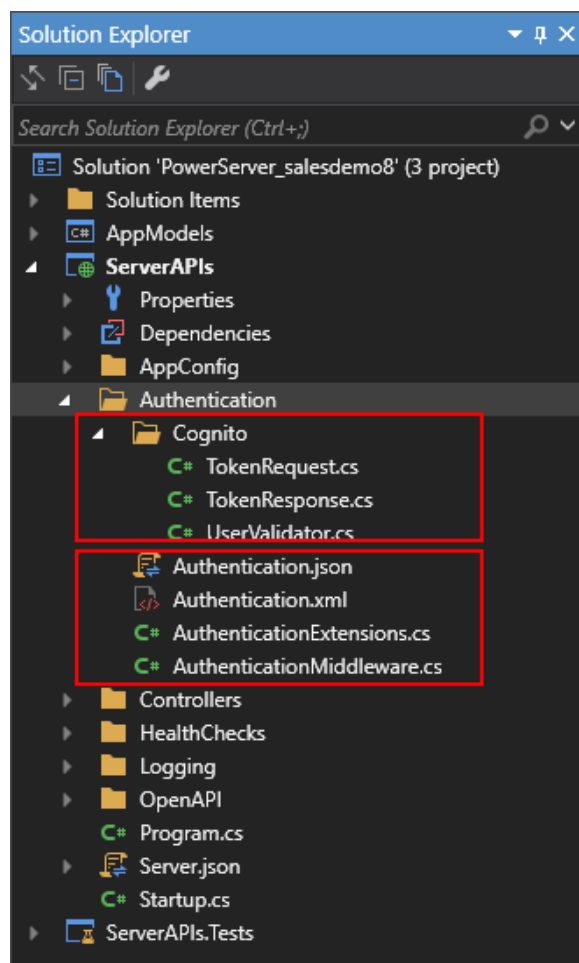 Solution Explorer
Search Solution Explorer (Ctrl+;)
Solution 'PowerServer_salesdemo8' (3 project)
Solution Items
C# AppModels
ServerAPIs
Properties
Dependencies
AppConfig
Authentication
Cognito
C# TokenRequest.cs
C# TokenResponse.cs
C# UserValidator.cs
Authentication.json
Authentication.xml
C# AuthenticationExtensions.cs
C# AuthenticationMiddleware.cs
Controllers
HealthChecks
Logging
OpenAPI
C# Program.cs
Server.json
C# Startup.cs
ServerAPIs.Tests